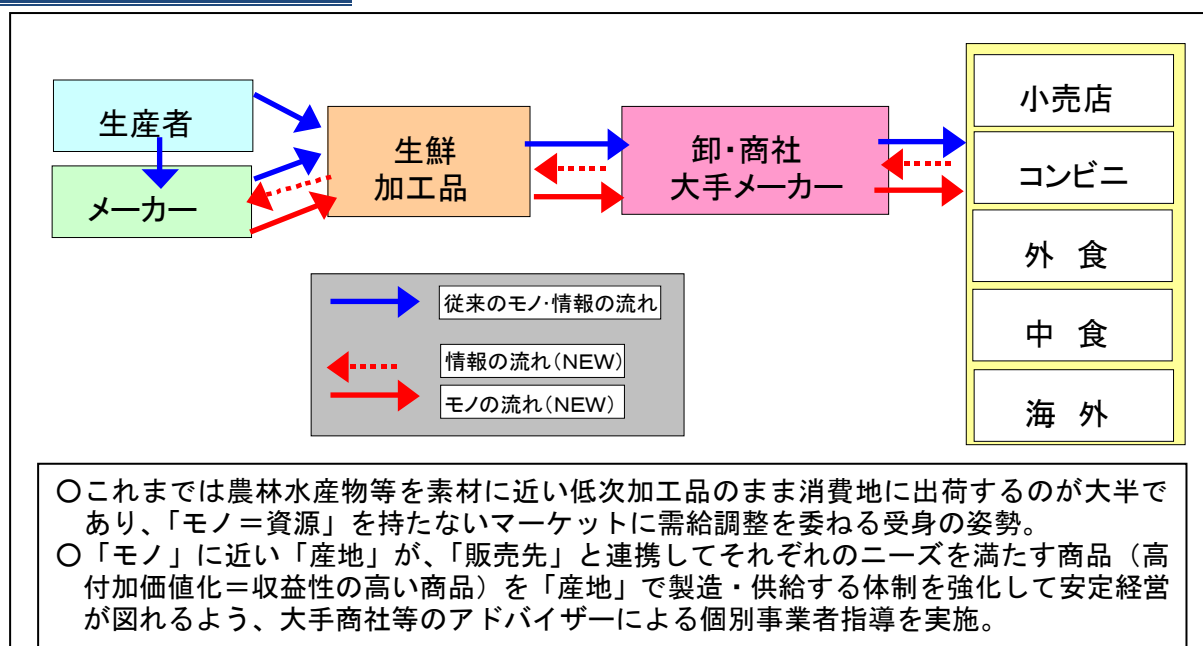 生産者
メーカー
生鮮
加工品
卸・商社
大手メーカー
小売店
コンビニ
外 食
中 食
海 外
従来のモノ・情報の流れ
情報の流れ(NEW)
モノの流れ(NEW)
○これまでは農林水産物等を素材に近い低次加工品のまま消費地に出荷するのが大半で
あり、「モノ=資源」を持たないマーケットに需給調整を委ねる受身の姿勢。
○「モノ」に近い「産地」が、「販売先」と連携してそれぞれのニーズを満たす商品(高
付加価値化=収益性の高い商品)を「産地」で製造・供給する体制を強化して安定経営
が図れるよう、大手商社等のアドバイザーによる個別事業者指導を実施。